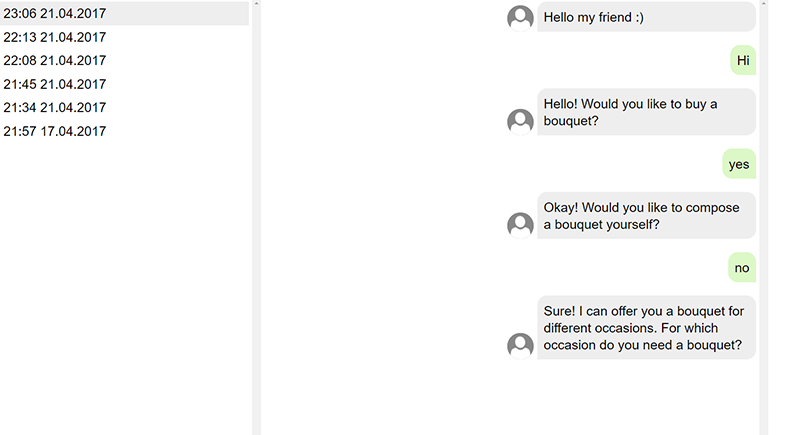 23:06 21.04.2017
22:13 21.04.2017
22:08 21.04.2017
21:45 21.04.2017
21:34 21.04.2017
21:57 17.04.2017
Hello my friend :)
Hi
Hello! Would you like to buy a
bouquet?
yes
Okay! Would you like to compose
a bouquet yourself?
no
Sure! I can offer you a bouquet for
different occasions. For which
occasion do you need a bouquet?